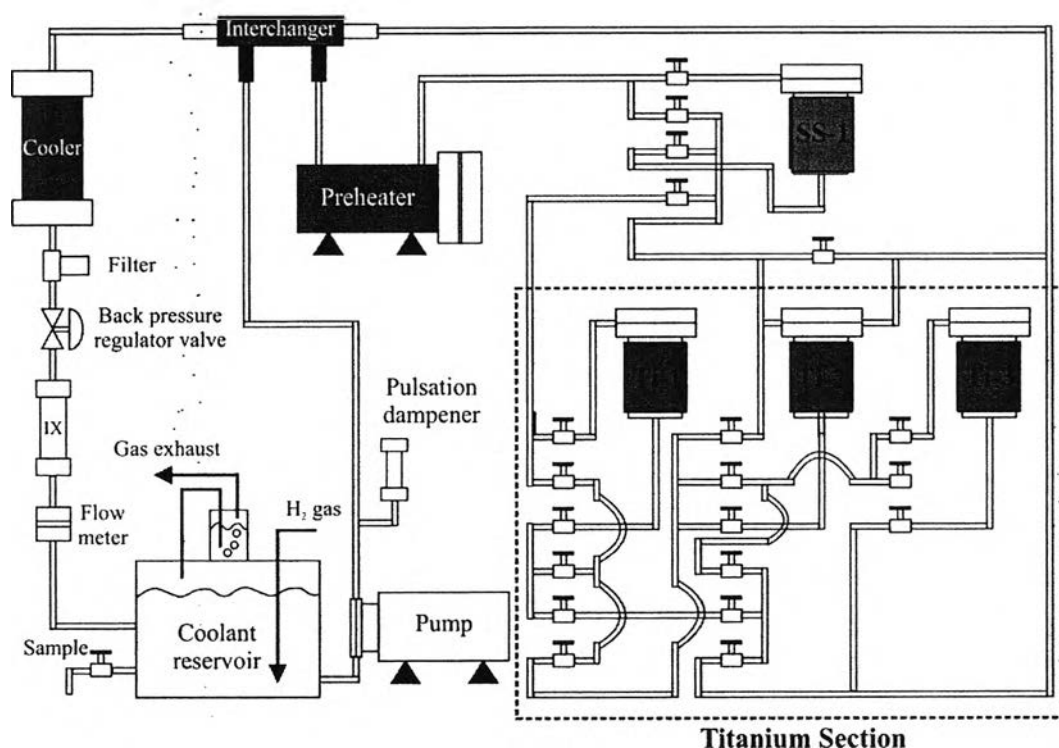 Interchanger
Cooler
SS-1
Preheater
Filter
Back pressure
regulator valve
Pulsation
dampener
IX
Gas exhaust
H₂ gas
Flow
meter
Pump
Coolant
reservoir
Sample
Titanium Section